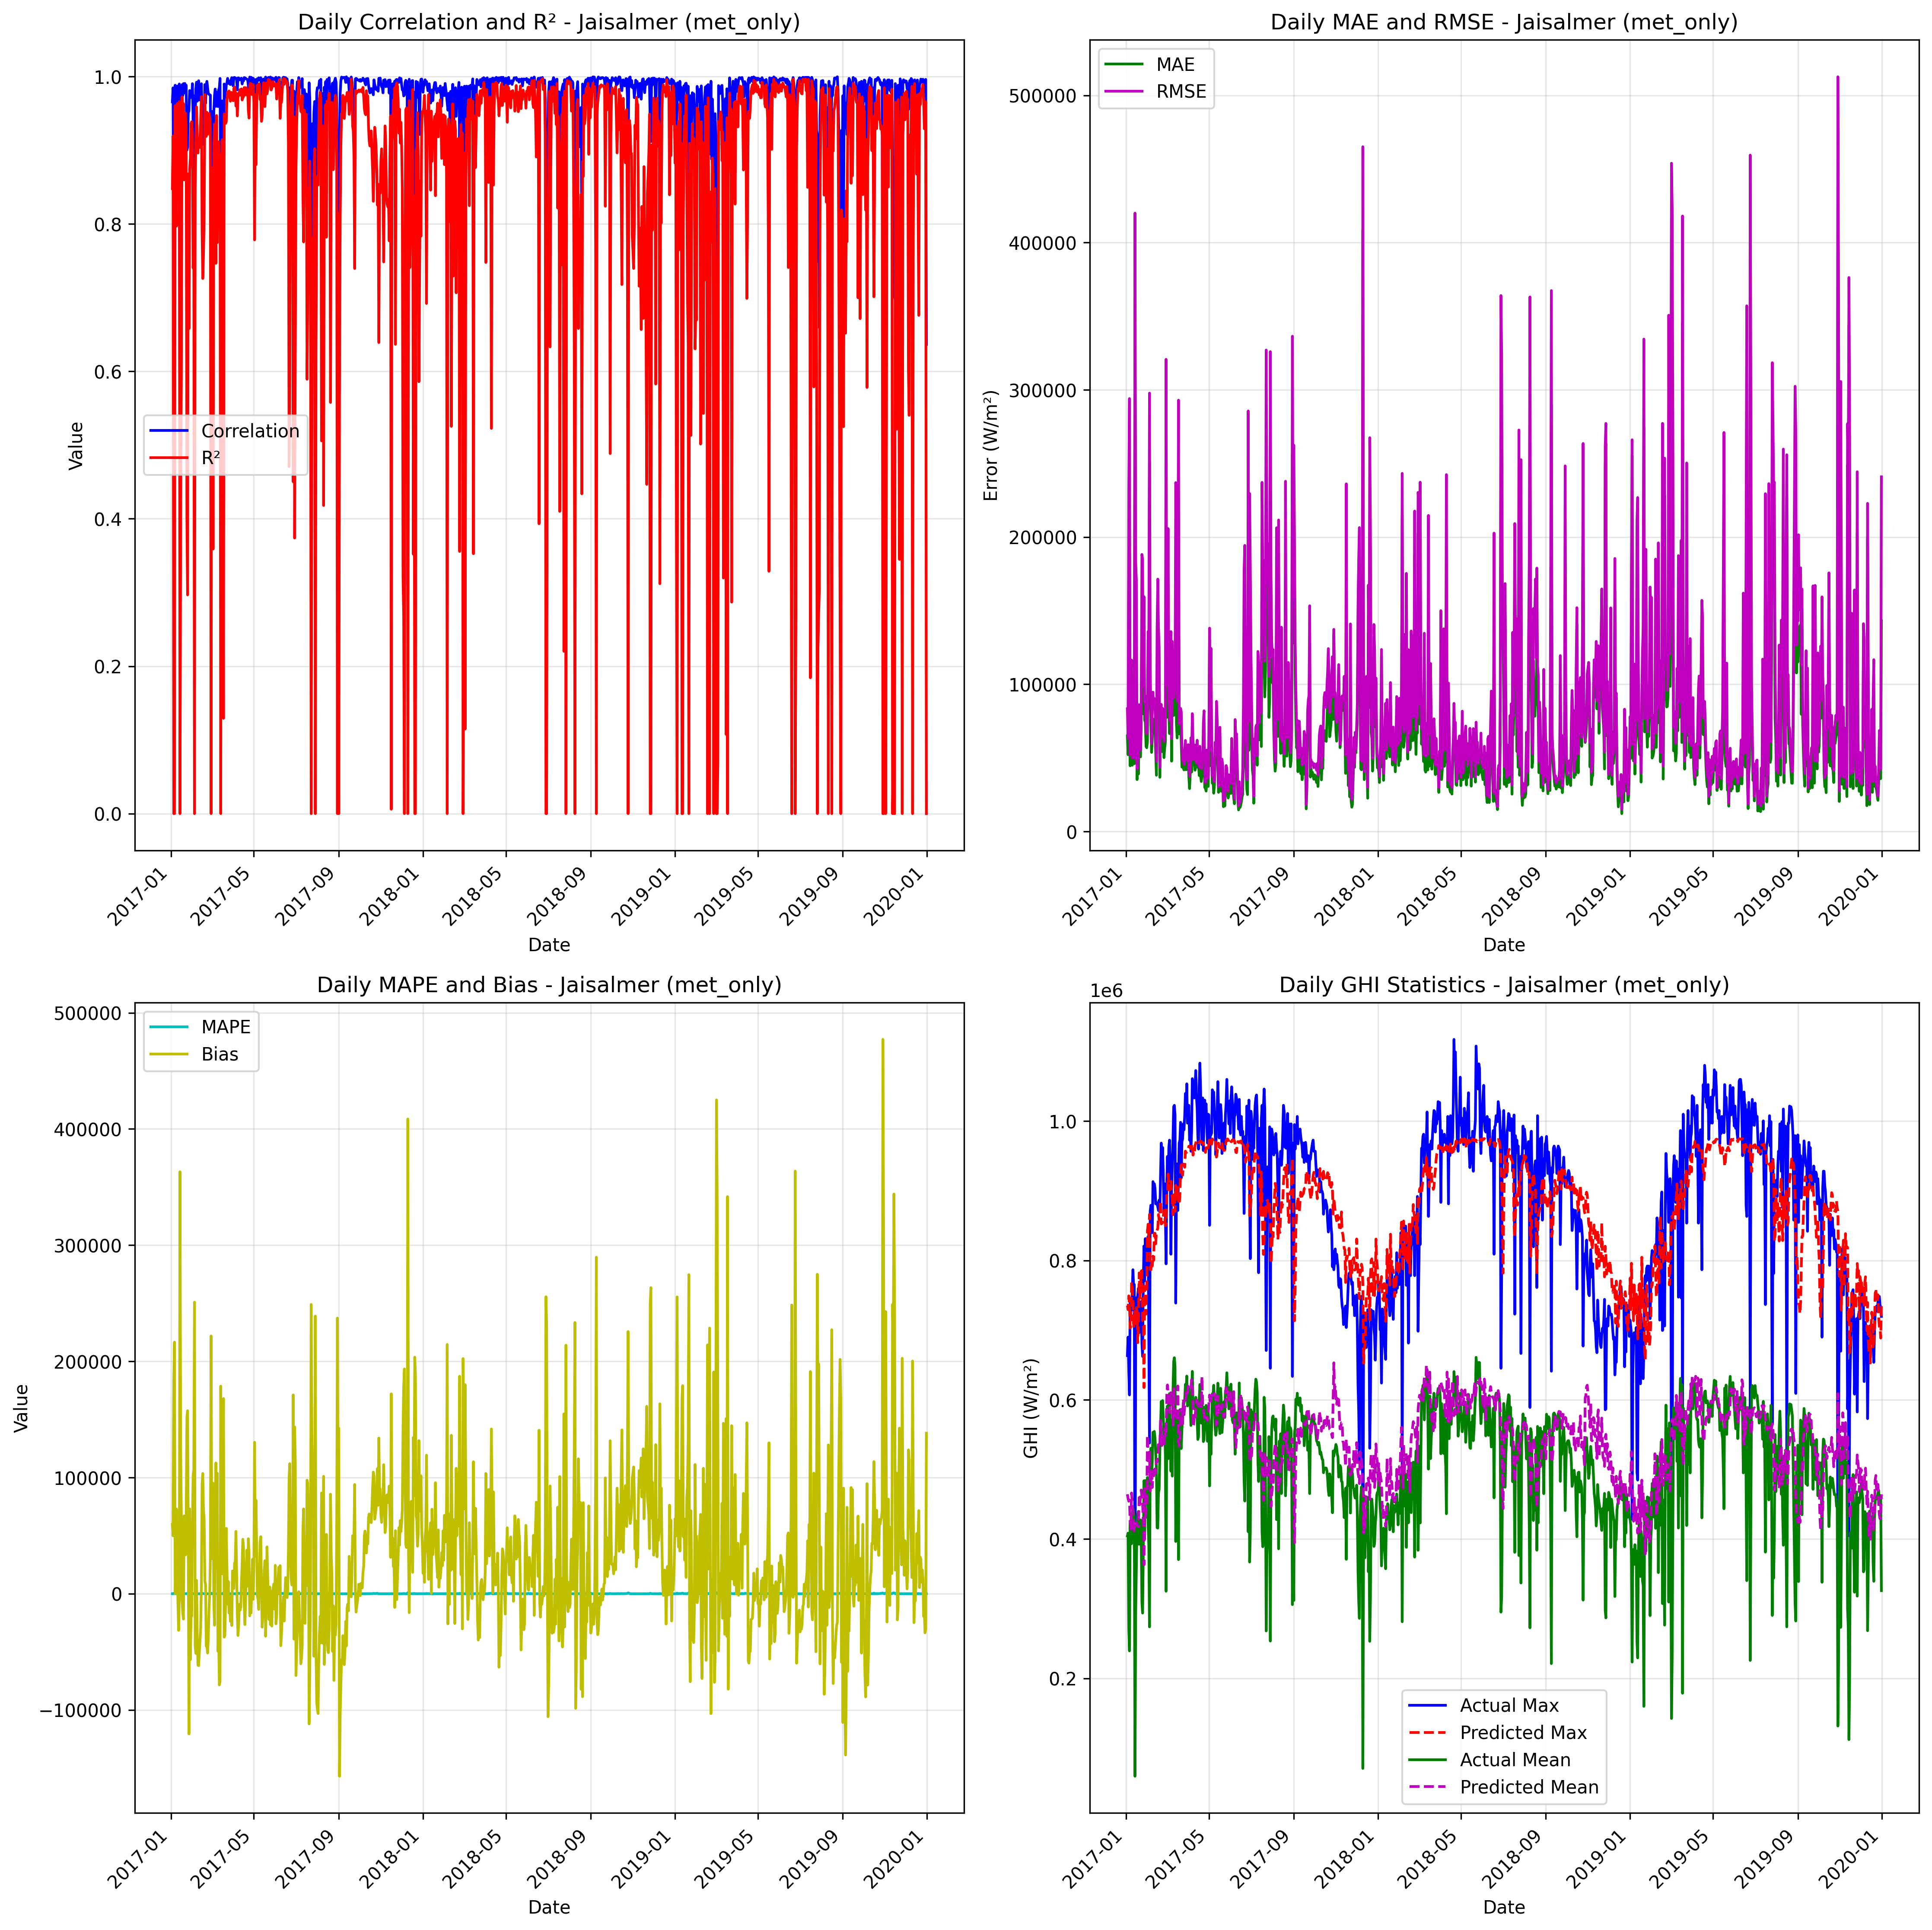 Daily Correlation and R² - Jaisalmer (met_only)
Value
1.0
0.8
0.6
0.4
0.2
0.0
Correlation
R²
2017-01
2017-05
2017-09
2018-01
2018-05
2018-09
2019-01
2019-05
2019-09
2020-01
Date
Daily MAE and RMSE - Jaisalmer (met_only)
Error (W/m²)
500000
400000
300000
200000
100000
0
MAE
RMSE
2017-01
2017-05
2017-09
2018-01
2018-05
2018-09
2019-01
2019-05
2019-09
2020-01
Date
Daily MAPE and Bias - Jaisalmer (met_only)
Value
500000
400000
300000
200000
100000
0
−100000
MAPE
Bias
2017-01
2017-05
2017-09
2018-01
2018-05
2018-09
2019-01
2019-05
2019-09
2020-01
Date
Daily GHI Statistics - Jaisalmer (met_only)
1e6
GHI (W/m²)
1.0
0.8
0.6
0.4
0.2
Actual Max
Predicted Max
Actual Mean
Predicted Mean
2017-01
2017-05
2017-09
2018-01
2018-05
2018-09
2019-01
2019-05
2019-09
2020-01
Date